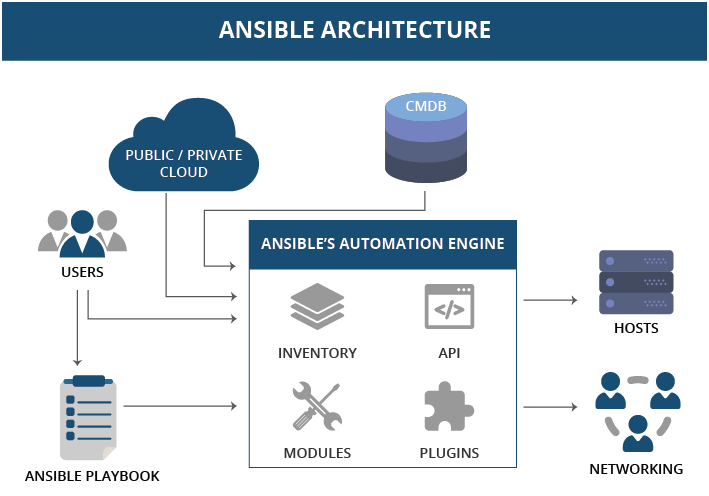 ANSIBLE ARCHITECTURE
CMDB
PUBLIC / PRIVATE
CLOUD
USERS
ANSIBLE'S AUTOMATION ENGINE
INVENTORY
API
HOSTS
MODULES
PLUGINS
ANSIBLE PLAYBOOK
NETWORKING